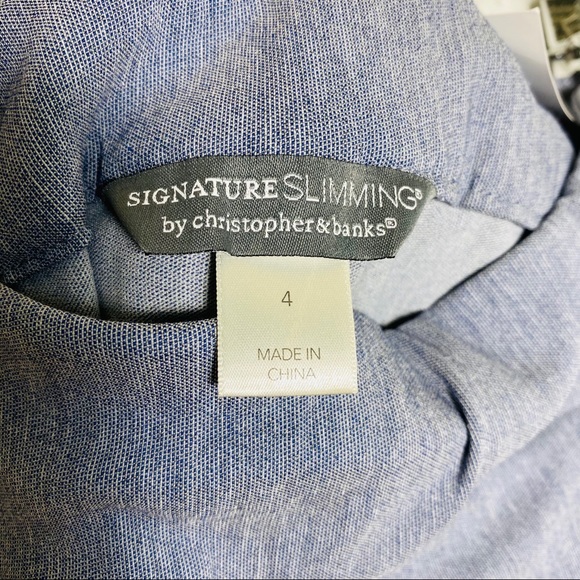 SIGNATURE SLIMMING®
by christopher & banks®
4
MADE IN
CHINA